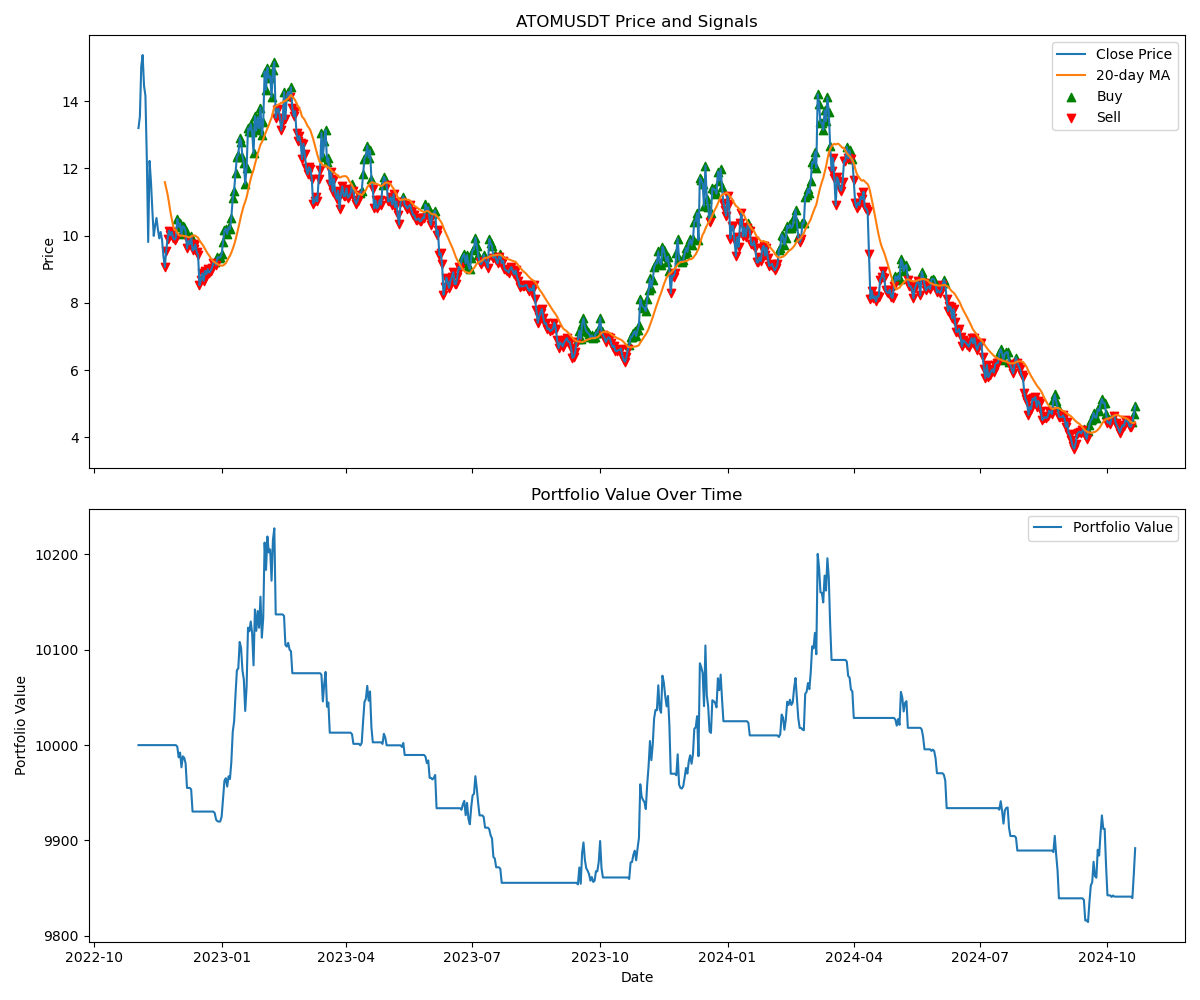 ATOMUSDT Price and Signals
Close Price
20-day MA
Buy
Sell
Price
14
12
10
8
6
4
Portfolio Value Over Time
Portfolio Value
Portfolio Value
10200
10100
10000
9900
9800
2022-10
2023-01
2023-04
2023-07
2023-10
2024-01
2024-04
2024-07
2024-10
Date